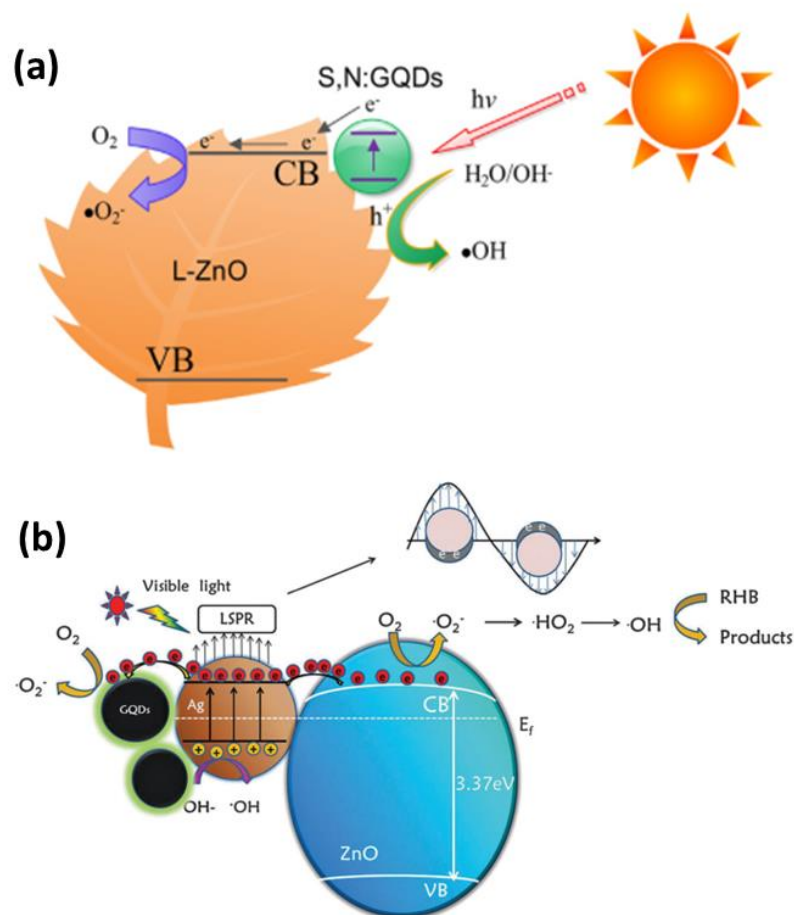 (a)
S,N:GQDs
hν
e-
O₂
e-
e-
CB
H₂O/OH-
h⁺
●O₂-
●OH
L-ZnO
VB
(b)
Visible light
LSPR
e e
e e
O₂
O₂
·O₂-
·HO₂
·OH
RHB
Products
·O₂-
e e e e e e e e e e e e e e e e e e e e
GQDs
Ag
CB
E_f
+ + + + +
3.37eV
OH- ·OH
ZnO
VB